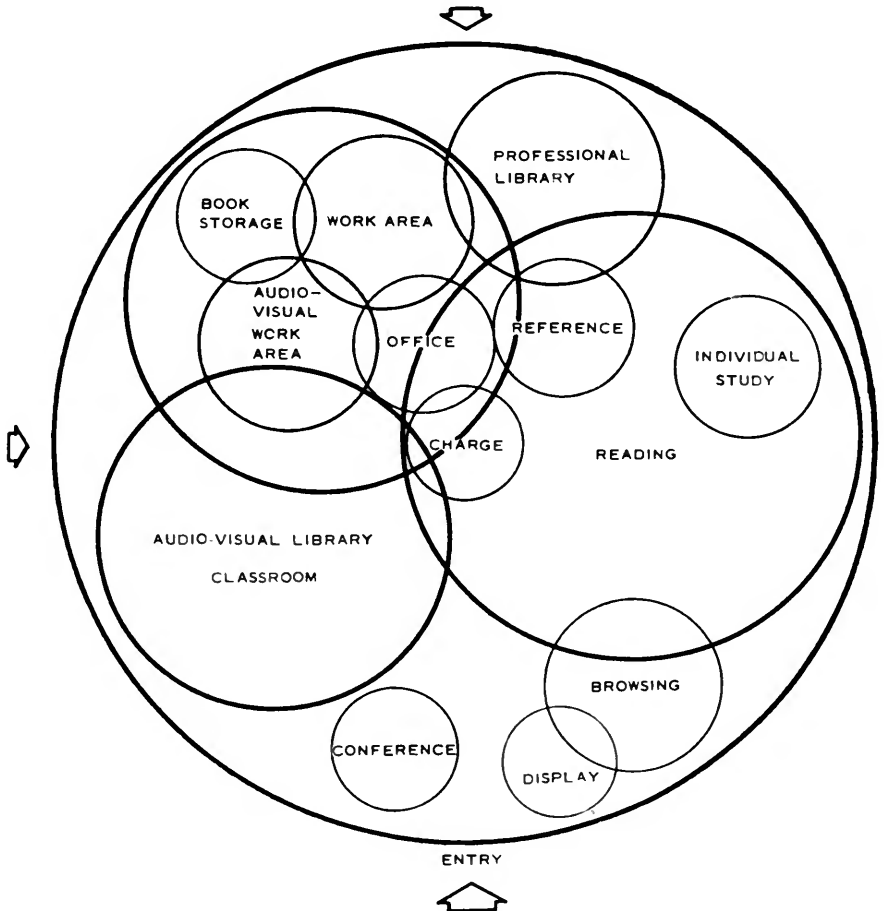 PROFESSIONAL
LIBRARY
BOOK
STORAGE
WORK AREA
AUDIO-
VISUAL
WORK
AREA
OFFICE
REFERENCE
INDIVIDUAL
STUDY
CHARGE
READING
AUDIO-VISUAL LIBRARY
CLASSROOM
BROWSING
CONFERENCE
DISPLAY
ENTRY